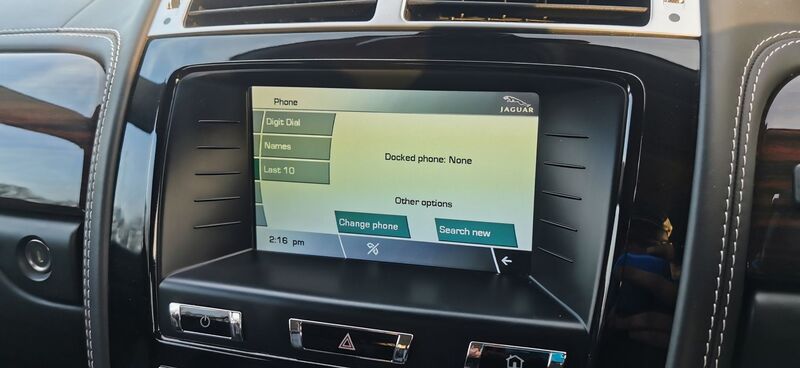 Phone
JAGUAR
Digit Dial
Names
Last 10
Docked phone: None
Other options
Change phone
Search new
2:16 pm